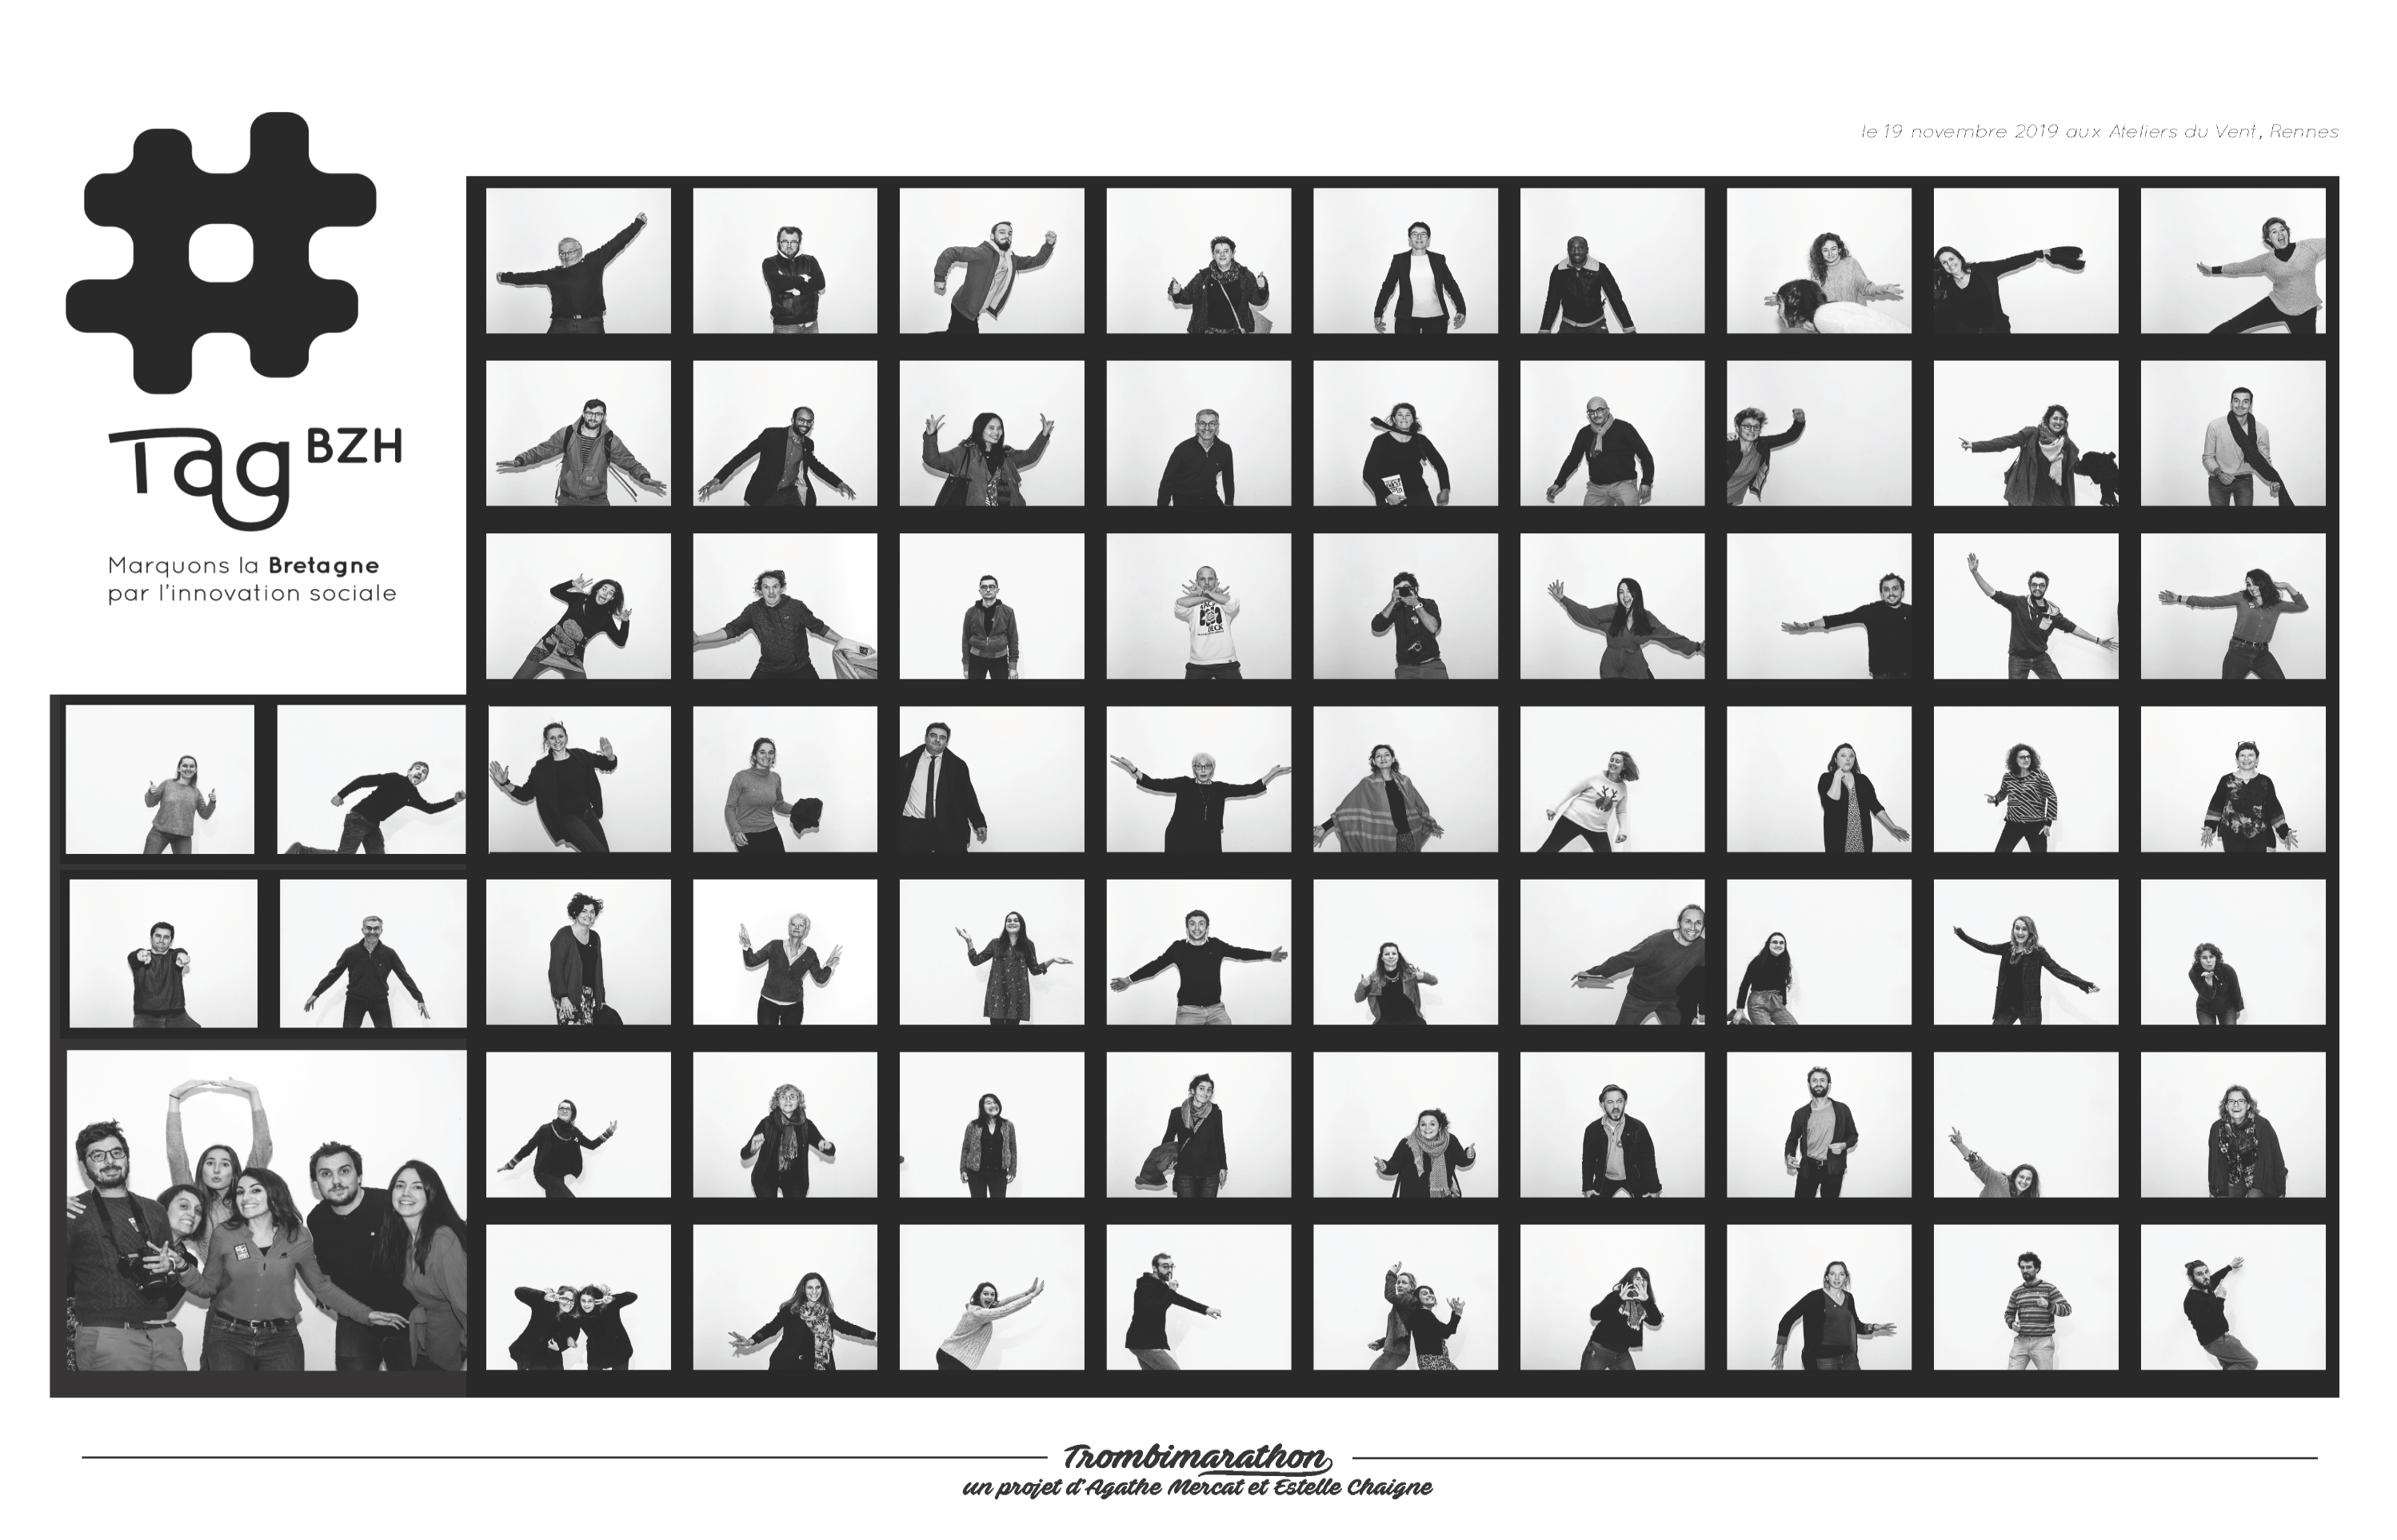 le 19 novembre 2019 aux Ateliers du Vent, Rennes
#
Tag BZH
Marquons la Bretagne
par l'innovation sociale
Trombimarathon
un projet d'Agathe Mercat et Estelle Chaigne